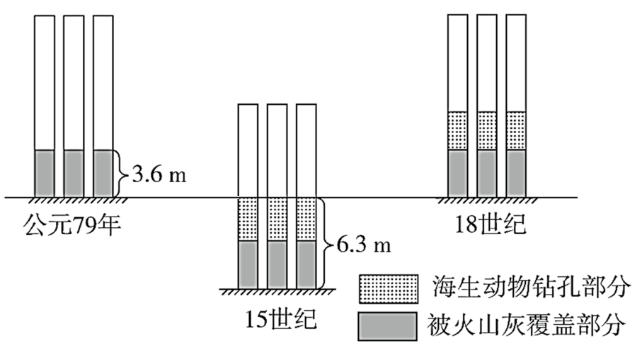 3.6 m
公元79年
6.3 m
15世纪
18世纪
海生动物钻孔部分
被火山灰覆盖部分